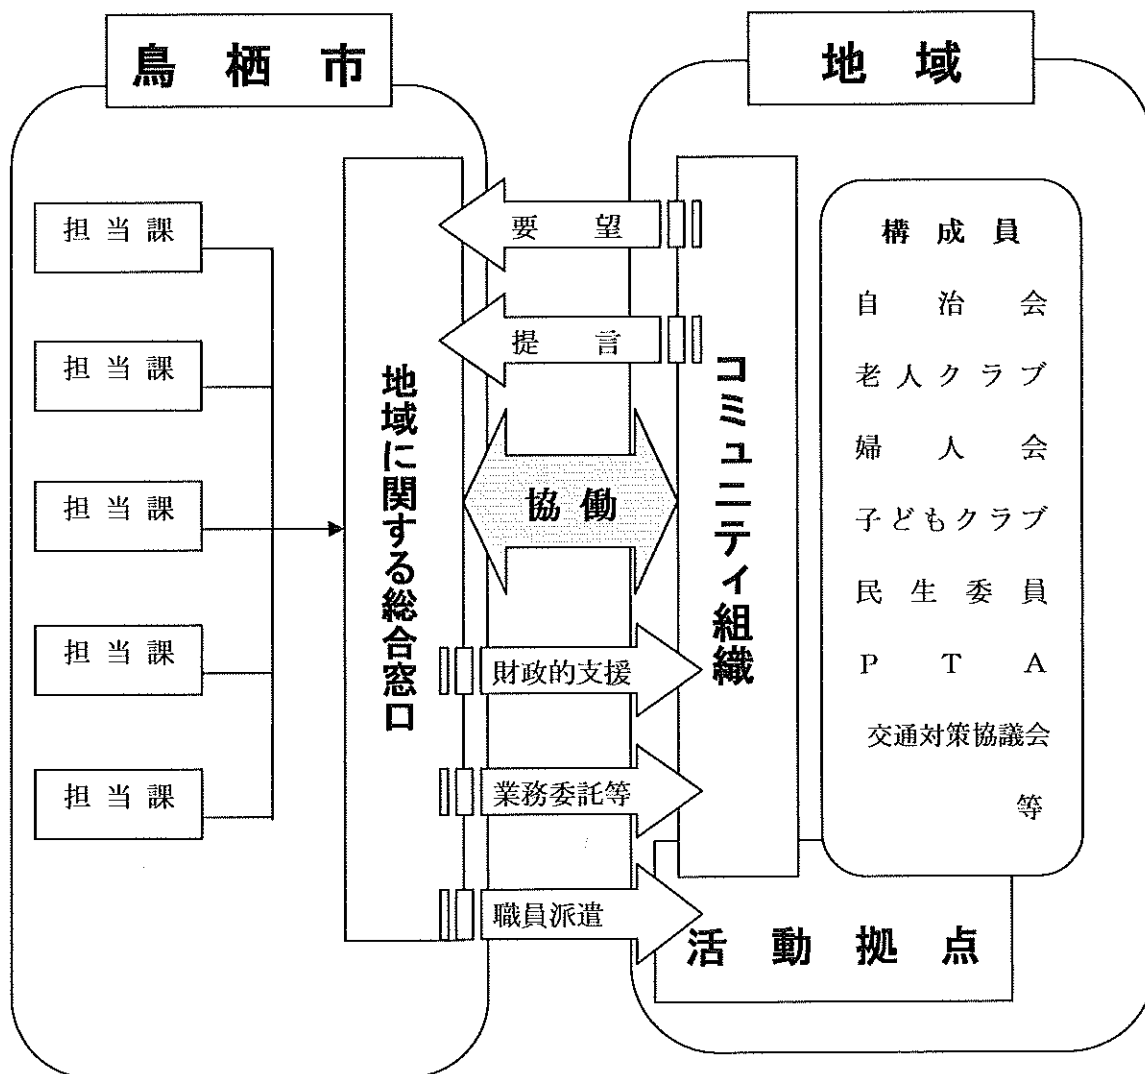 鳥栖市
担当課
担当課
担当課
担当課
担当課
地域に関する総合窓口
要望
提言
協働
財政的支援
業務委託等
職員派遣
地域
コミュニティ組織
構成員
自治会
老人クラブ
婦人会
子どもクラブ
民生委員
PTA
交通対策協議会
等
活動拠点